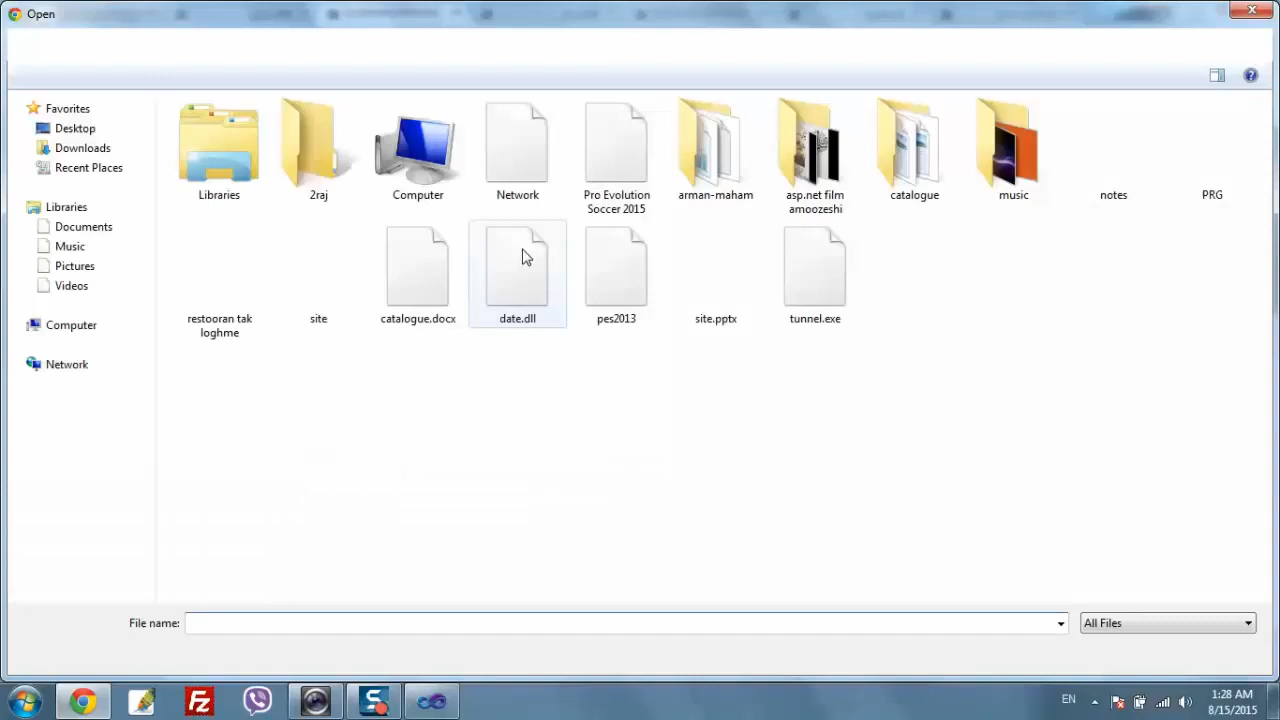 Open
Favorites
Desktop
Downloads
Recent Places
Libraries
Documents
Music
Pictures
Videos
Computer
Network
Libraries
2raj
Computer
Network
Pro Evolution
Soccer 2015
arman-maham
asp.net film
amoozeshi
catalogue
music
notes
PRG
restooran tak
loghme
site
catalogue.docx
date.dll
pes2013
site.pptx
tunnel.exe
File name:
All Files
EN
1:28 AM
8/15/2015